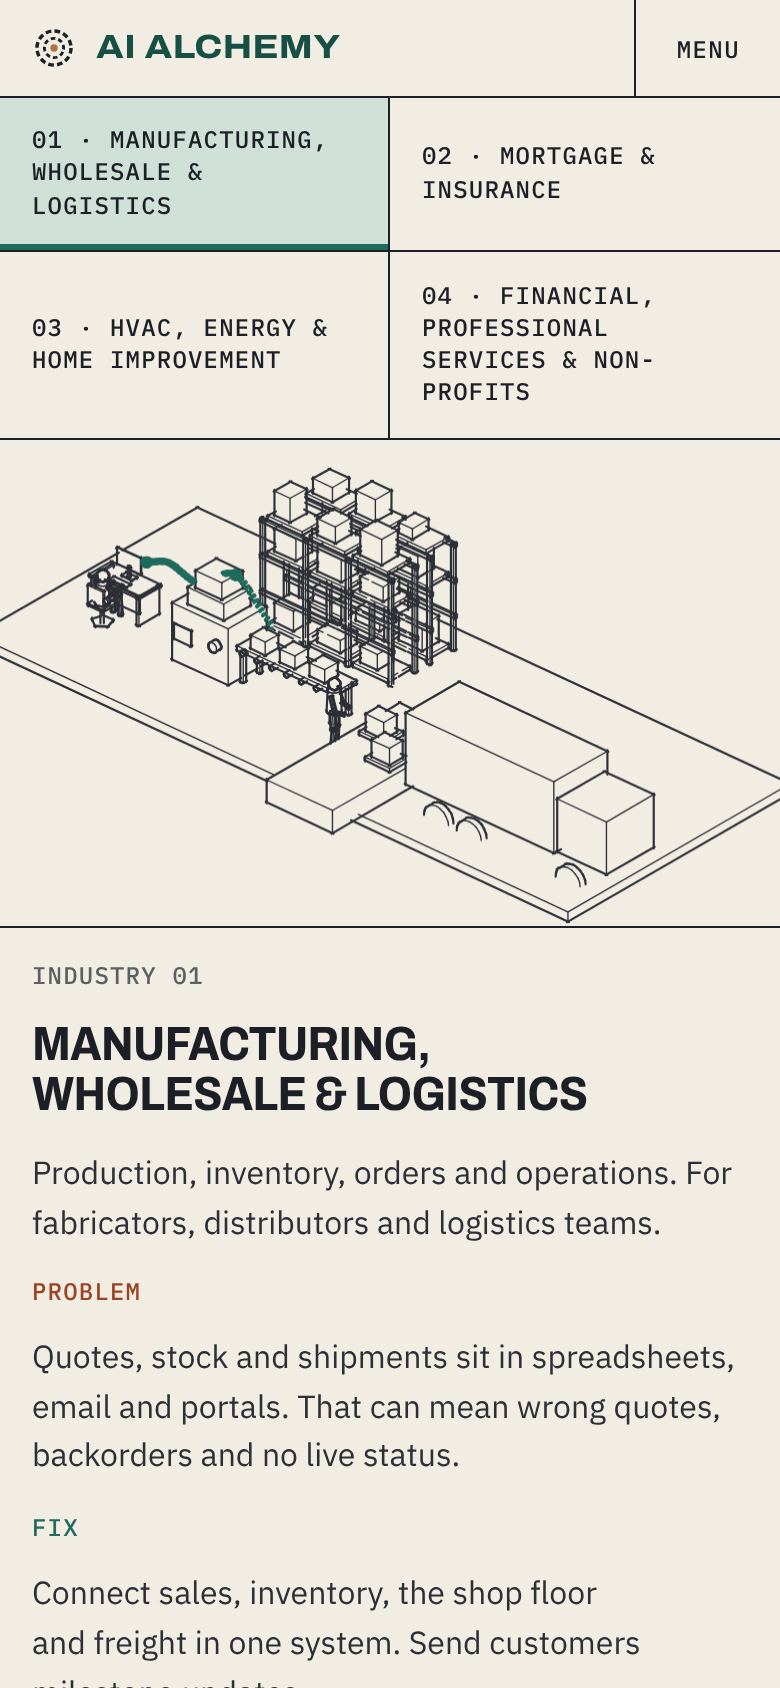 AI ALCHEMY
MENU
01 · MANUFACTURING,
WHOLESALE &
LOGISTICS
02 · MORTGAGE &
INSURANCE
03 · HVAC, ENERGY &
HOME IMPROVEMENT
04 · FINANCIAL,
PROFESSIONAL
SERVICES & NON-
PROFITS
INDUSTRY 01
MANUFACTURING,
WHOLESALE & LOGISTICS
Production, inventory, orders and operations. For
fabricators, distributors and logistics teams.
PROBLEM
Quotes, stock and shipments sit in spreadsheets,
email and portals. That can mean wrong quotes,
backorders and no live status.
FIX
Connect sales, inventory, the shop floor
and freight in one system. Send customers
milestone updates